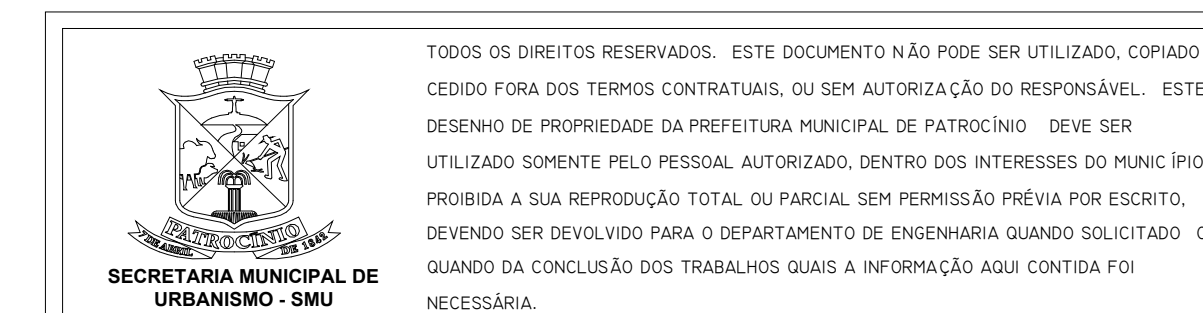 PATROCÍNIO
7 DE ABRIL DE 1842
SECRETARIA MUNICIPAL DE
URBANISMO - SMU
TODOS OS DIREITOS RESERVADOS. ESTE DOCUMENTO NÃO PODE SER UTILIZADO, COPIADO
CEDIDO FORA DOS TERMOS CONTRATUAIS, OU SEM AUTORIZAÇÃO DO RESPONSÁVEL. ESTE
DESENHO DE PROPRIEDADE DA PREFEITURA MUNICIPAL DE PATROCÍNIO DEVE SER
UTILIZADO SOMENTE PELO PESSOAL AUTORIZADO, DENTRO DOS INTERESSES DO MUNICÍPIO
PROIBIDA A SUA REPRODUÇÃO TOTAL OU PARCIAL SEM PERMISSÃO PRÉVIA POR ESCRITO,
DEVENDO SER DEVOLVIDO PARA O DEPARTAMENTO DE ENGENHARIA QUANDO SOLICITADO
QUANDO DA CONCLUSÃO DOS TRABALHOS QUAIS A INFORMAÇÃO AQUI CONTIDA FOI
NECESSÁRIA.